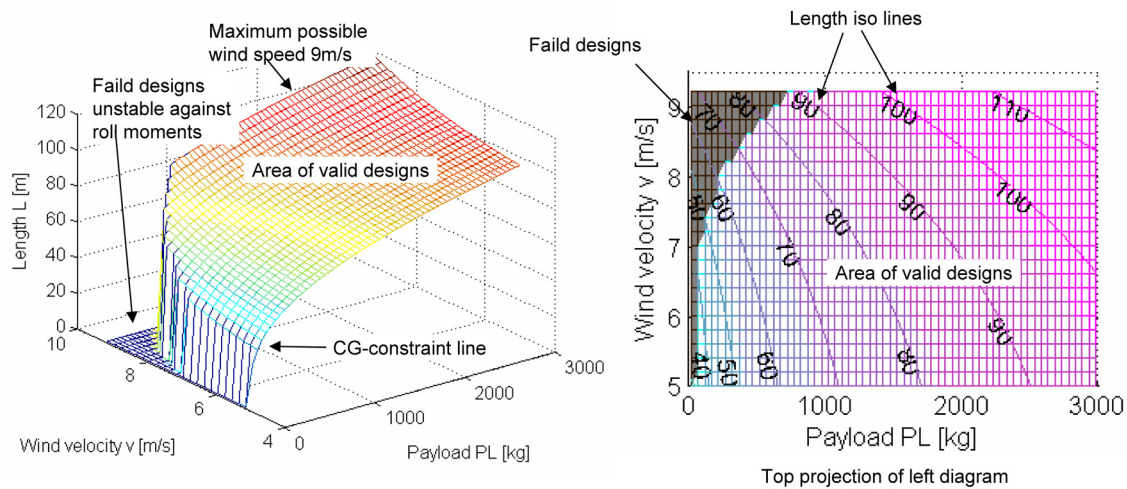 Maximum possible
wind speed 9m/s
Faild designs
unstable against
roll moments
Area of valid designs
120
100
80
60
40
20
0
Length L [m]
10
8
6
4
Wind velocity v [m/s]
0
1000
2000
3000
Payload PL [kg]
CG-constraint line
Length iso lines
Faild designs
9
8
7
6
5
Wind velocity v [m/s]
70
80
90
100
110
50
60
70
80
90
100
Area of valid designs
40
50
60
80
90
0
1000
2000
3000
Payload PL [kg]
Top projection of left diagram